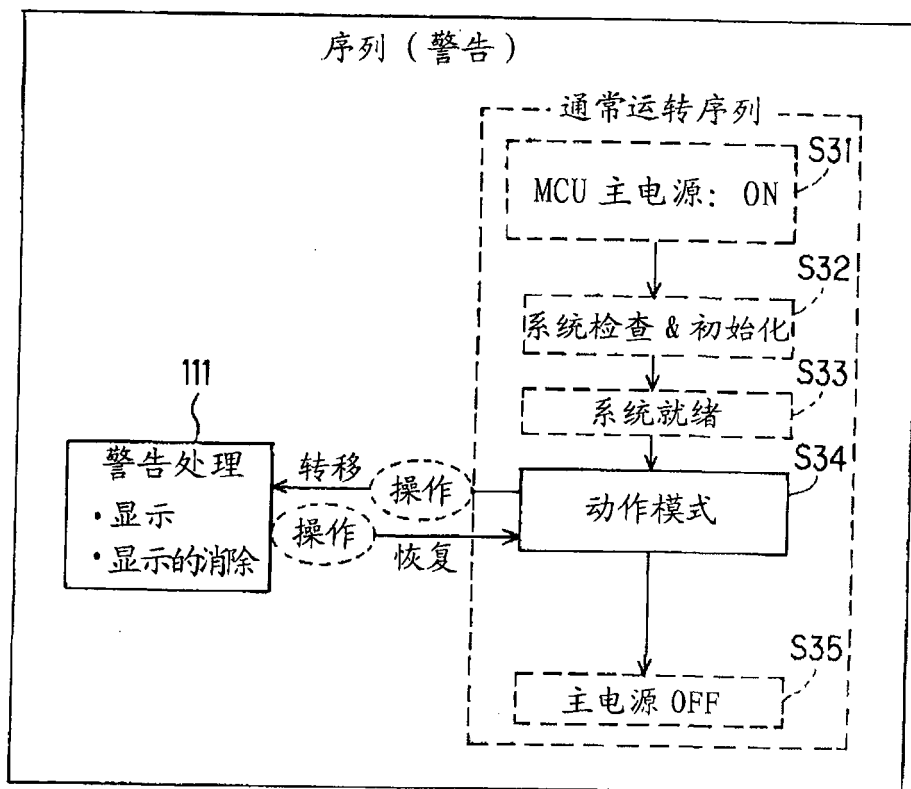 序列（警告）
通常运转序列
S31
MCU 主电源：ON
S32
系统检查 & 初始化
S33
系统就绪
111
警告处理
·显示
·显示的消除
转移
操作
操作
恢复
S34
动作模式
S35
主电源 OFF